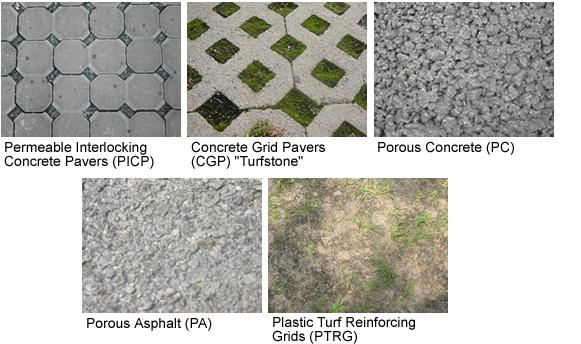 Permeable Interlocking
Concrete Pavers (PICP)
Concrete Grid Pavers
(CGP) "Turfstone"
Porous Concrete (PC)
Porous Asphalt (PA)
Plastic Turf Reinforcing
Grids (PTRG)